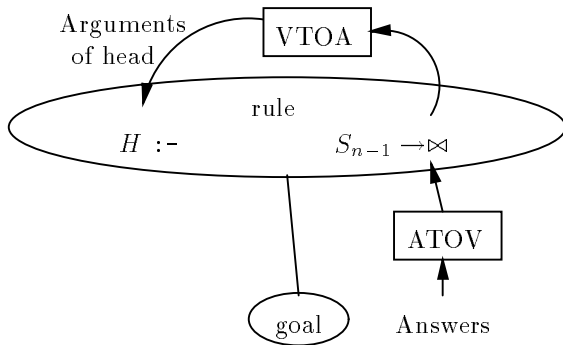 Arguments
of head
VTOA
rule
H :-
S_{n-1} →⋈
ATOV
goal
Answers